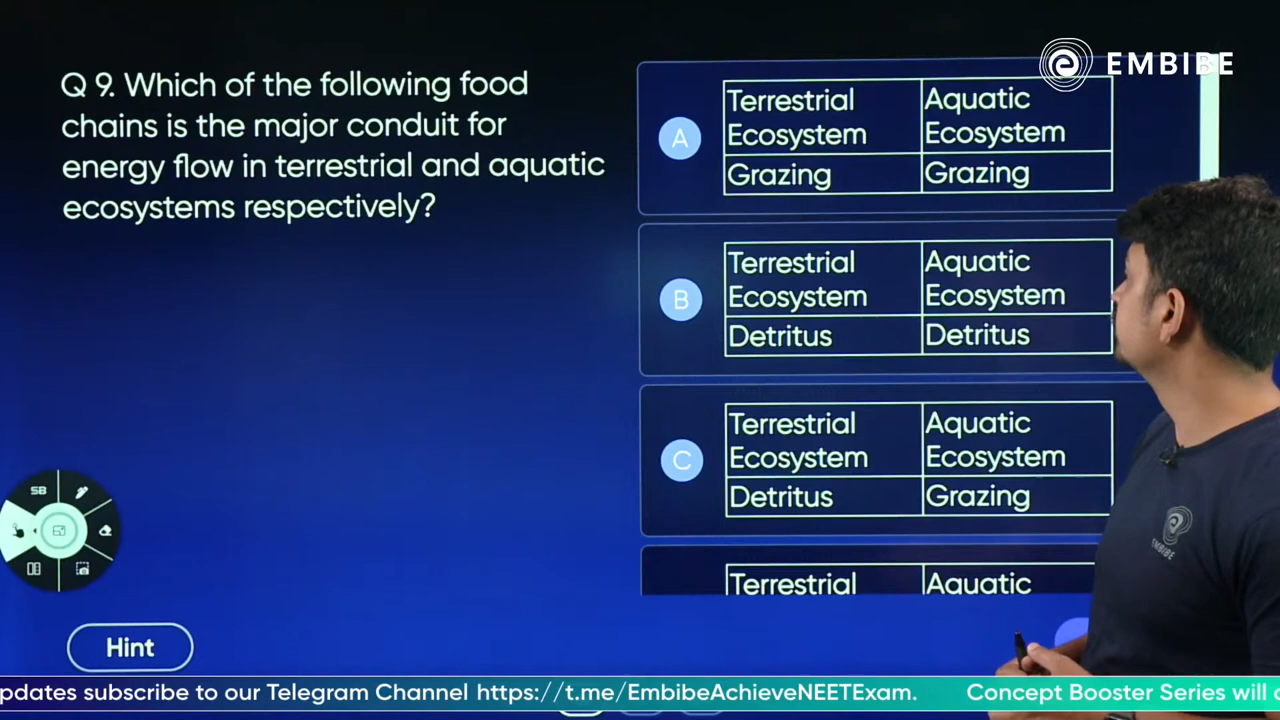 EMBIBE
Q 9. Which of the following food
chains is the major conduit for
energy flow in terrestrial and aquatic
ecosystems respectively?
A
Terrestrial Ecosystem Aquatic Ecosystem
Grazing Grazing
B
Terrestrial Ecosystem Aquatic Ecosystem
Detritus Detritus
C
Terrestrial Ecosystem Aquatic Ecosystem
Detritus Grazing
Terrestrial Aquatic
SB
EMBIBE
Hint
pdates subscribe to our Telegram Channel https://t.me/EmbibeAchieveNEETExam. Concept Booster Series will